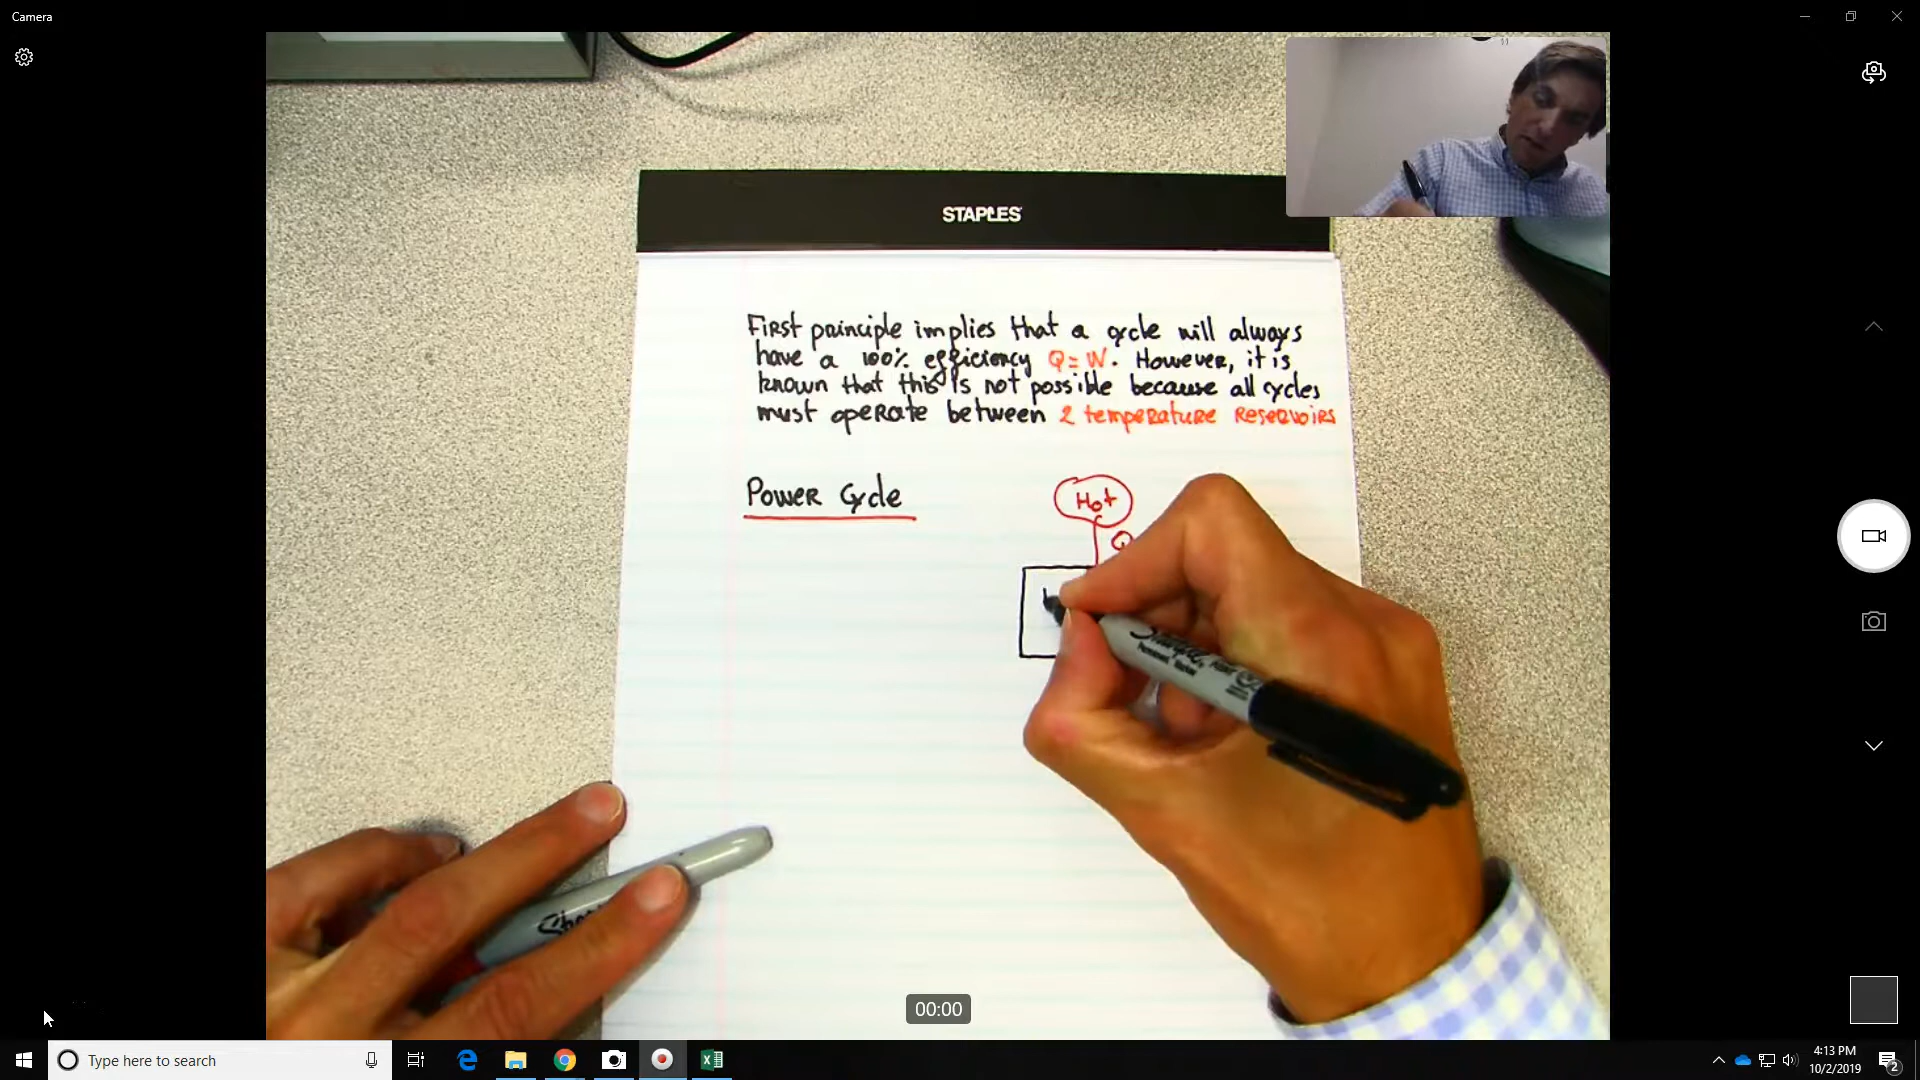 Camera
STAPLES
First principle implies that a cycle will always
have a 100% efficiency Q = W. However, it is
known that this is not possible because all cycles
must operate between 2 temperature reservoirs
Power Cycle
Hot
Q
Sharpie
00:00
Type here to search
4:13 PM
10/2/2019
2